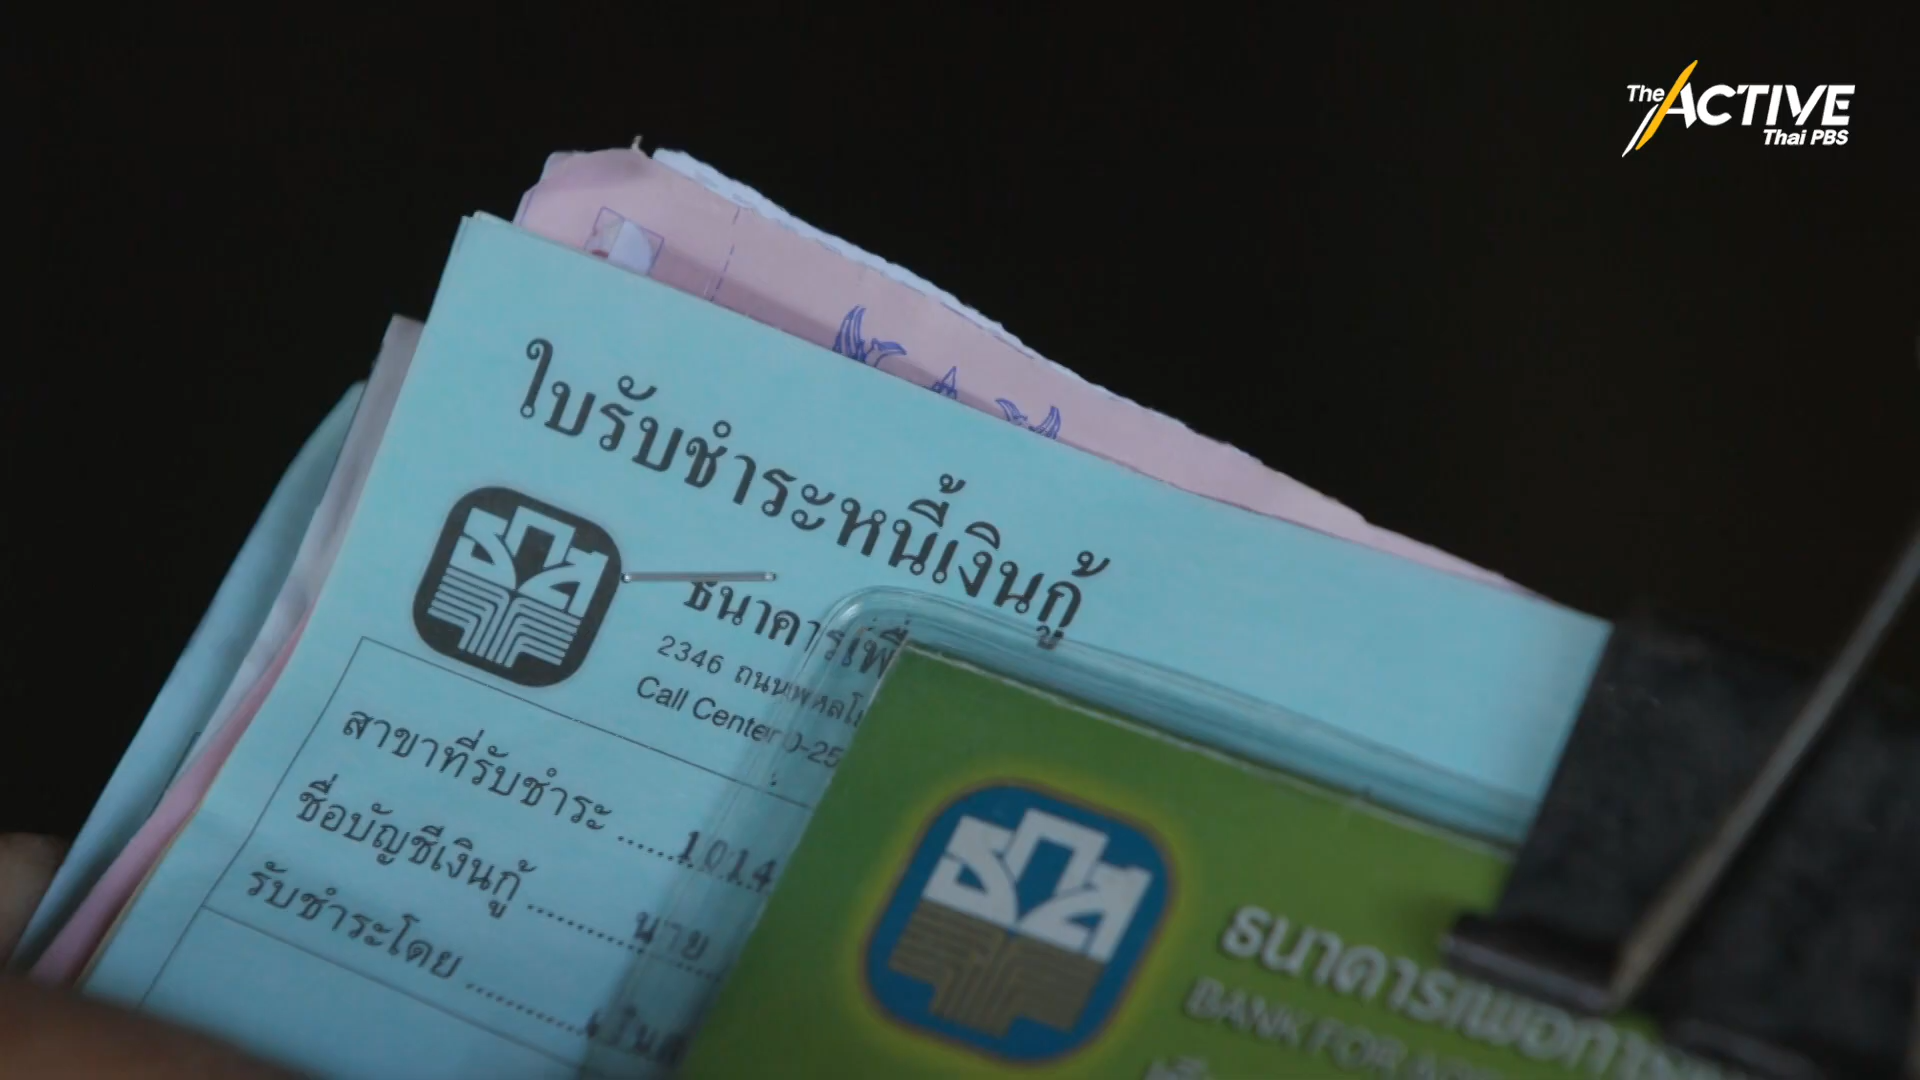 The ACTIVE
Thai PBS
ใบรับชำระหนี้เงินกู้
ธกส
ธนาคารเพื่
2346 ถนนพหลโ
Call Center 0-25
สาขาที่รับชำระ ...... 1014
ชื่อบัญชีเงินกู้ ............ นาย
รับชำระโดย ............ เงินส
ธกส
ธนาคารเพื่อการ
BANK FOR